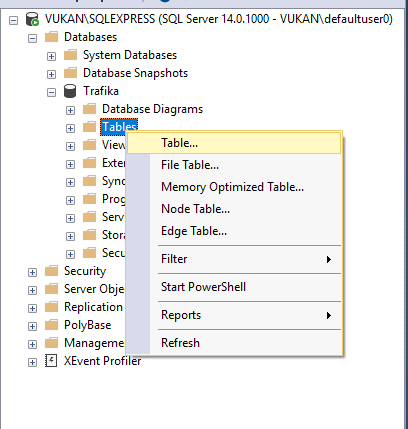 VUKAN\SQLEXPRESS (SQL Server 14.0.1000 - VUKAN\defaultuser0)
Databases
System Databases
Database Snapshots
Trafika
Database Diagrams
Tables
View
Exter
Sync
Prog
Servi
Stora
Secu
Security
Server Obje
Replication
PolyBase
Manageme
XEvent Profiler
Table...
File Table...
Memory Optimized Table...
Node Table...
Edge Table...
Filter
Start PowerShell
Reports
Refresh